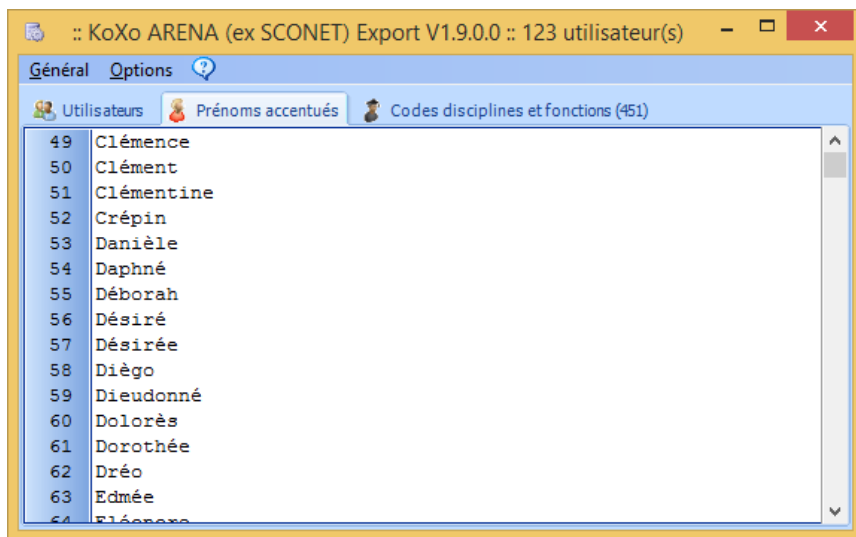 :: KoXo ARENA (ex SCONET) Export V1.9.0.0 :: 123 utilisateur(s)
Général Options
Utilisateurs Prénoms accentués Codes disciplines et fonctions (451)
49 Clémence
50 Clément
51 Clémentine
52 Crépin
53 Danièle
54 Daphné
55 Déborah
56 Désiré
57 Désirée
58 Diègo
59 Dieudonné
60 Dolorès
61 Dorothée
62 Dréo
63 Edmée
64